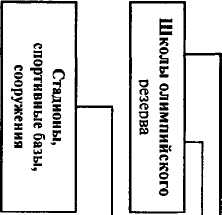 Школы олимпийского
резерва
Стадионы,
спортивные базы,
сооружения